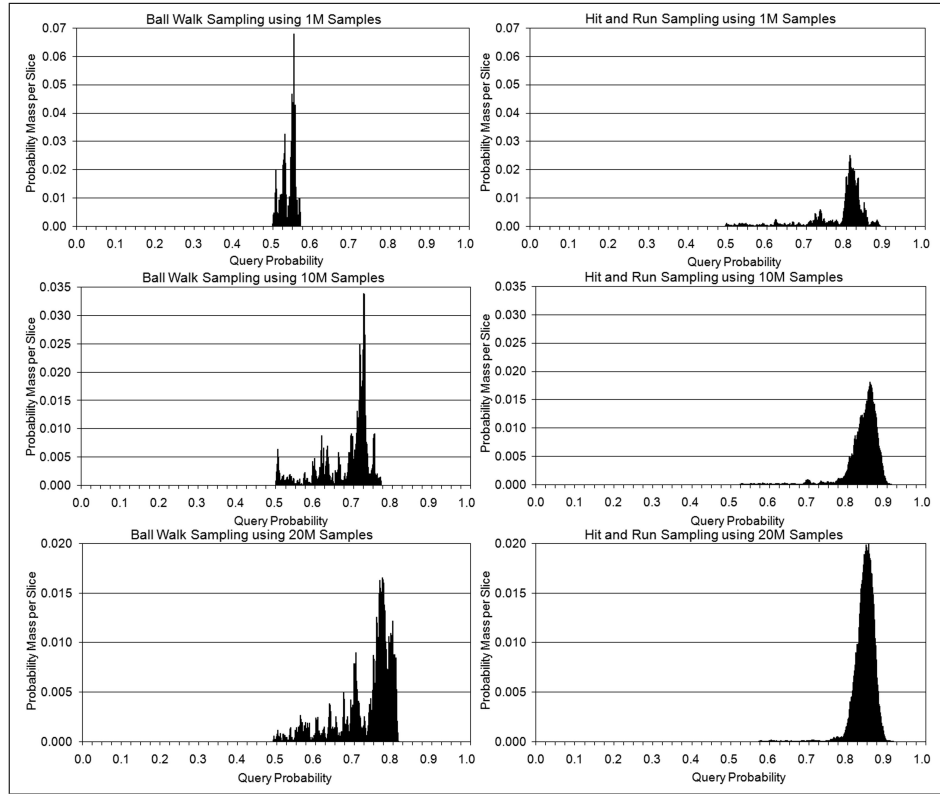 Ball Walk Sampling using 1M Samples
Probability Mass per Slice
0.07
0.06
0.05
0.04
0.03
0.02
0.01
0.00
0.0 0.1 0.2 0.3 0.4 0.5 0.6 0.7 0.8 0.9 1.0
Query Probability
Hit and Run Sampling using 1M Samples
Probability Mass per Slice
0.07
0.06
0.05
0.04
0.03
0.02
0.01
0.00
0.0 0.1 0.2 0.3 0.4 0.5 0.6 0.7 0.8 0.9 1.0
Query Probability
Ball Walk Sampling using 10M Samples
Probability Mass per Slice
0.035
0.030
0.025
0.020
0.015
0.010
0.005
0.000
0.0 0.1 0.2 0.3 0.4 0.5 0.6 0.7 0.8 0.9 1.0
Query Probability
Hit and Run Sampling using 10M Samples
Probability Mass per Slice
0.035
0.030
0.025
0.020
0.015
0.010
0.005
0.000
0.0 0.1 0.2 0.3 0.4 0.5 0.6 0.7 0.8 0.9 1.0
Query Probability
Ball Walk Sampling using 20M Samples
Probability Mass per Slice
0.020
0.015
0.010
0.005
0.000
0.0 0.1 0.2 0.3 0.4 0.5 0.6 0.7 0.8 0.9 1.0
Query Probability
Hit and Run Sampling using 20M Samples
Probability Mass per Slice
0.020
0.015
0.010
0.005
0.000
0.0 0.1 0.2 0.3 0.4 0.5 0.6 0.7 0.8 0.9 1.0
Query Probability